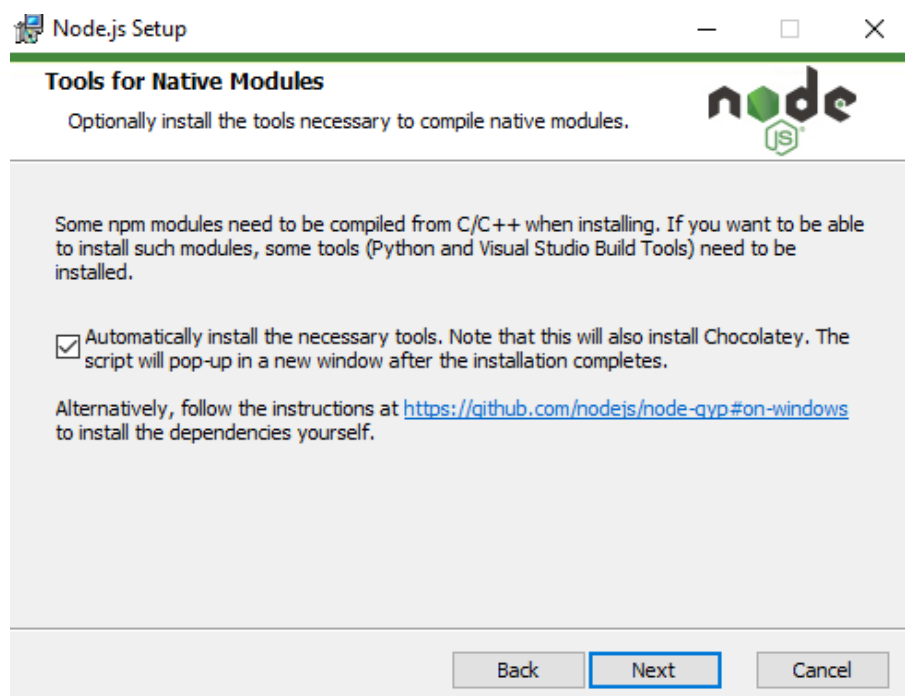 Node.js Setup
Tools for Native Modules
Optionally install the tools necessary to compile native modules.
node
JS
Some npm modules need to be compiled from C/C++ when installing. If you want to be able
to install such modules, some tools (Python and Visual Studio Build Tools) need to be
installed.
Automatically install the necessary tools. Note that this will also install Chocolatey. The
script will pop-up in a new window after the installation completes.
Alternatively, follow the instructions at https://github.com/nodejs/node-gyp#on-windows
to install the dependencies yourself.
Back
Next
Cancel